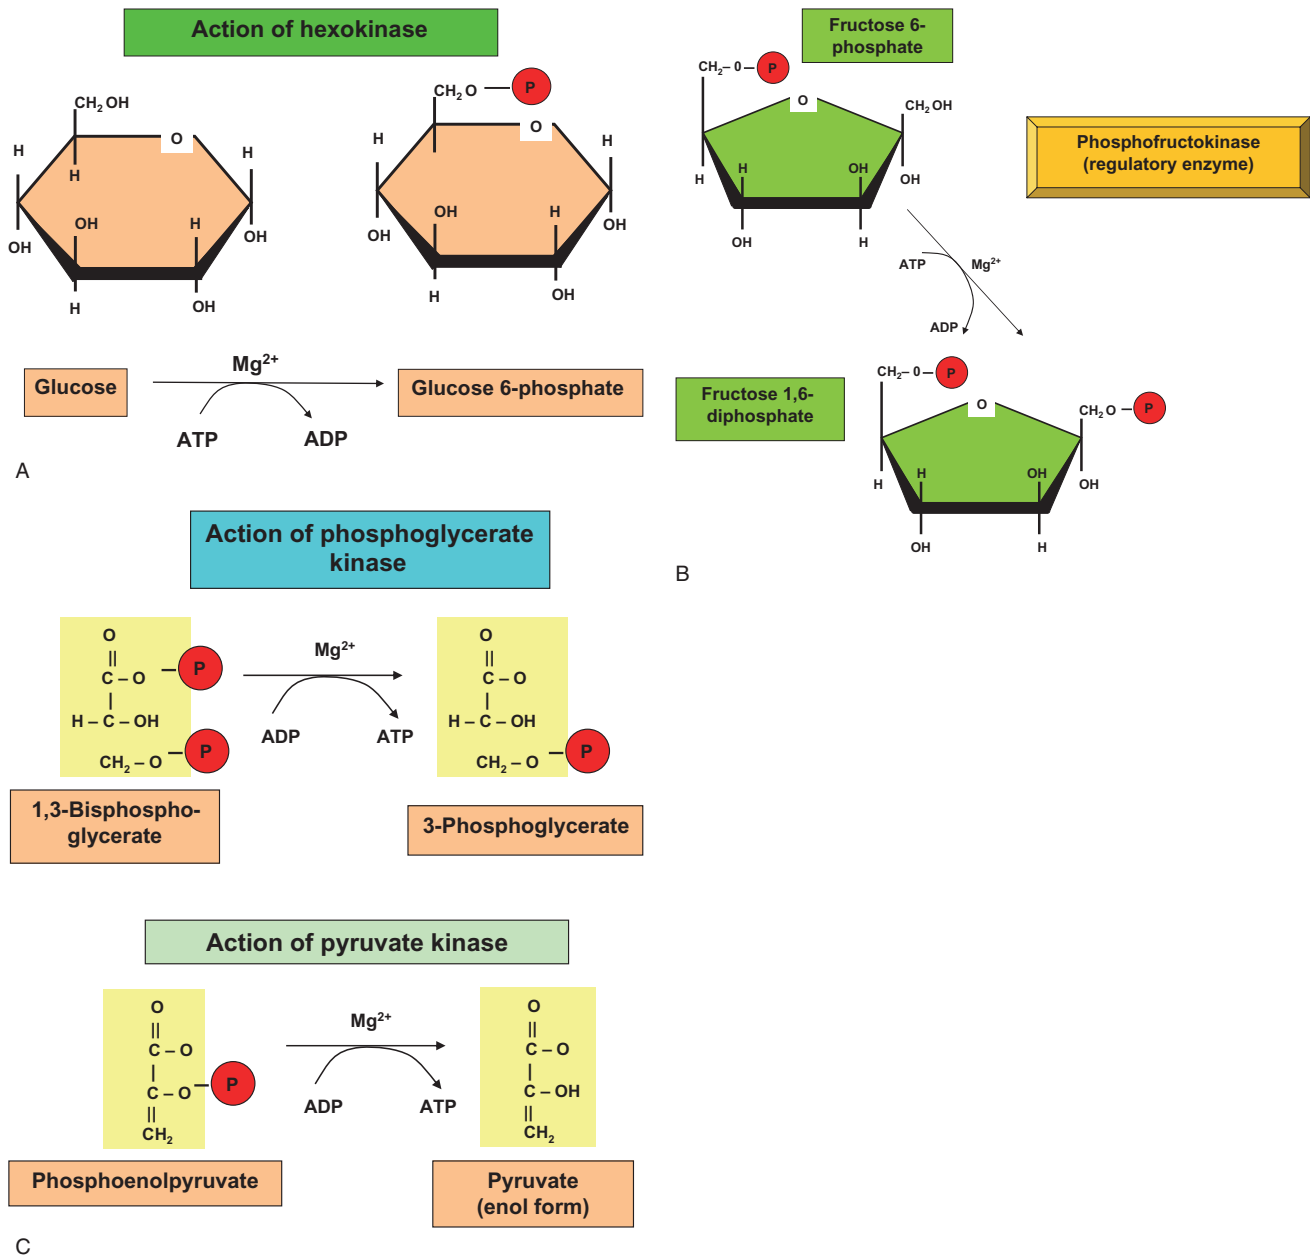 Action of hexokinase
CH2 OH
O
H
H
H
OH
H
OH
OH
H
OH
CH2 O — P
O
H
H
OH
H
OH
OH
H
OH
Glucose
Mg2+
ATP
ADP
Glucose 6-phosphate
A
Fructose 6-
phosphate
CH2– 0 – P
O
CH2OH
H
H
OH
OH
OH
H
Phosphofructokinase
(regulatory enzyme)
ATP
Mg2+
ADP
Fructose 1,6-
diphosphate
CH2– 0 – P
O
CH2 O – P
H
H
OH
OH
OH
H
B
Action of phosphoglycerate
kinase
O
C – O – P
H – C – OH
CH2 – O – P
Mg2+
ADP
ATP
O
C – O
H – C – OH
CH2 – O – P
1,3-Bisphospho-
glycerate
3-Phosphoglycerate
Action of pyruvate kinase
O
C – O
C – O – P
CH2
Mg2+
ADP
ATP
O
C – O
C – OH
CH2
Phosphoenolpyruvate
Pyruvate
(enol form)
C